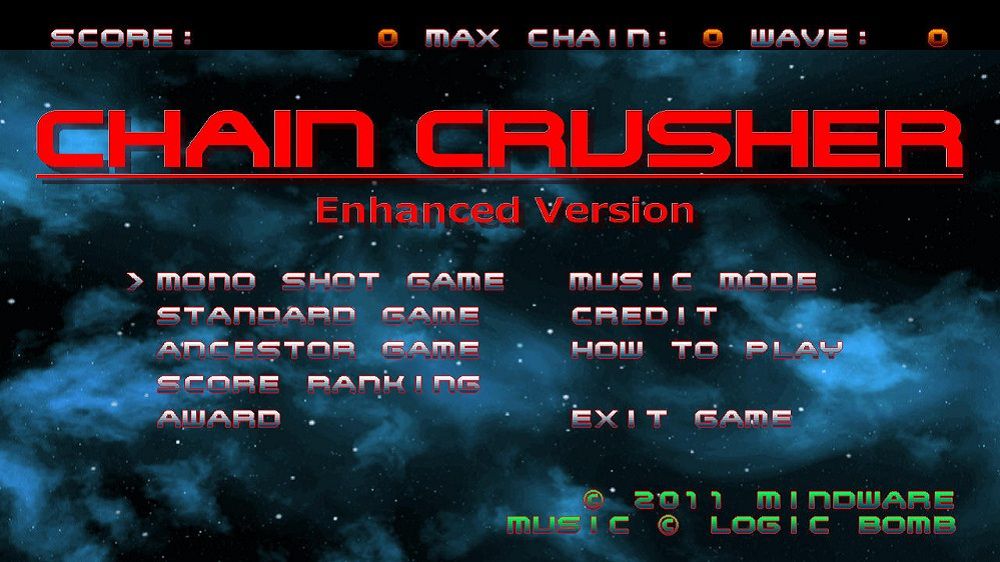 SCORE: 0 MAX CHAIN: 0 WAVE: 0
CHAIN CRUSHER
Enhanced Version
> MONO SHOT GAME
STANDARD GAME
ANCESTOR GAME
SCORE RANKING
AWARD
MUSIC MODE
CREDIT
HOW TO PLAY
EXIT GAME
© 2011 MINDWARE
MUSIC © LOGIC BOMB